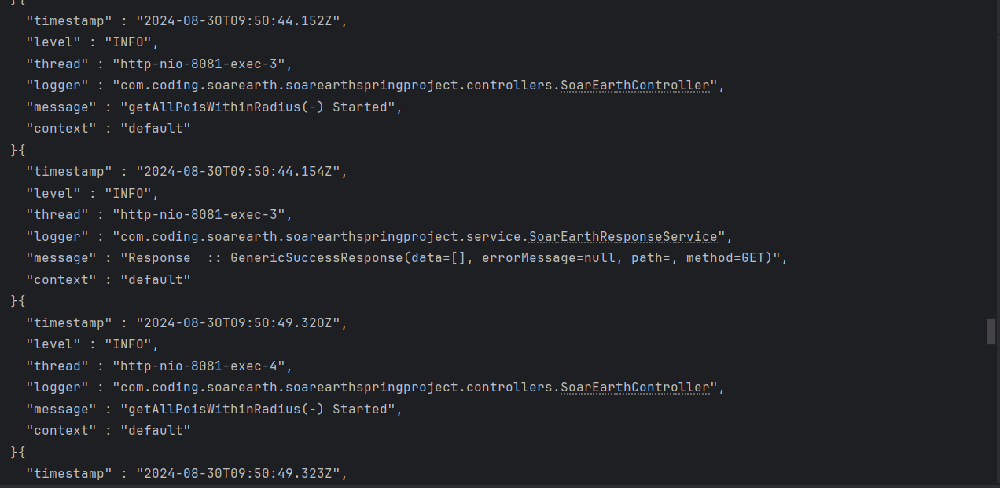 }{
"timestamp" : "2024-08-30T09:50:44.152Z",
"level" : "INFO",
"thread" : "http-nio-8081-exec-3",
"logger" : "com.coding.soarearth.soarearthspringproject.controllers.SoarEarthController",
"message" : "getAllPoisWithinRadius(-) Started",
"context" : "default"
}{
"timestamp" : "2024-08-30T09:50:44.154Z",
"level" : "INFO",
"thread" : "http-nio-8081-exec-3",
"logger" : "com.coding.soarearth.soarearthspringproject.service.SoarEarthResponseService",
"message" : "Response  :: GenericSuccessResponse(data=[], errorMessage=null, path=, method=GET)",
"context" : "default"
}{
"timestamp" : "2024-08-30T09:50:49.320Z",
"level" : "INFO",
"thread" : "http-nio-8081-exec-4",
"logger" : "com.coding.soarearth.soarearthspringproject.controllers.SoarEarthController",
"message" : "getAllPoisWithinRadius(-) Started",
"context" : "default"
}{
"timestamp" : "2024-08-30T09:50:49.323Z",